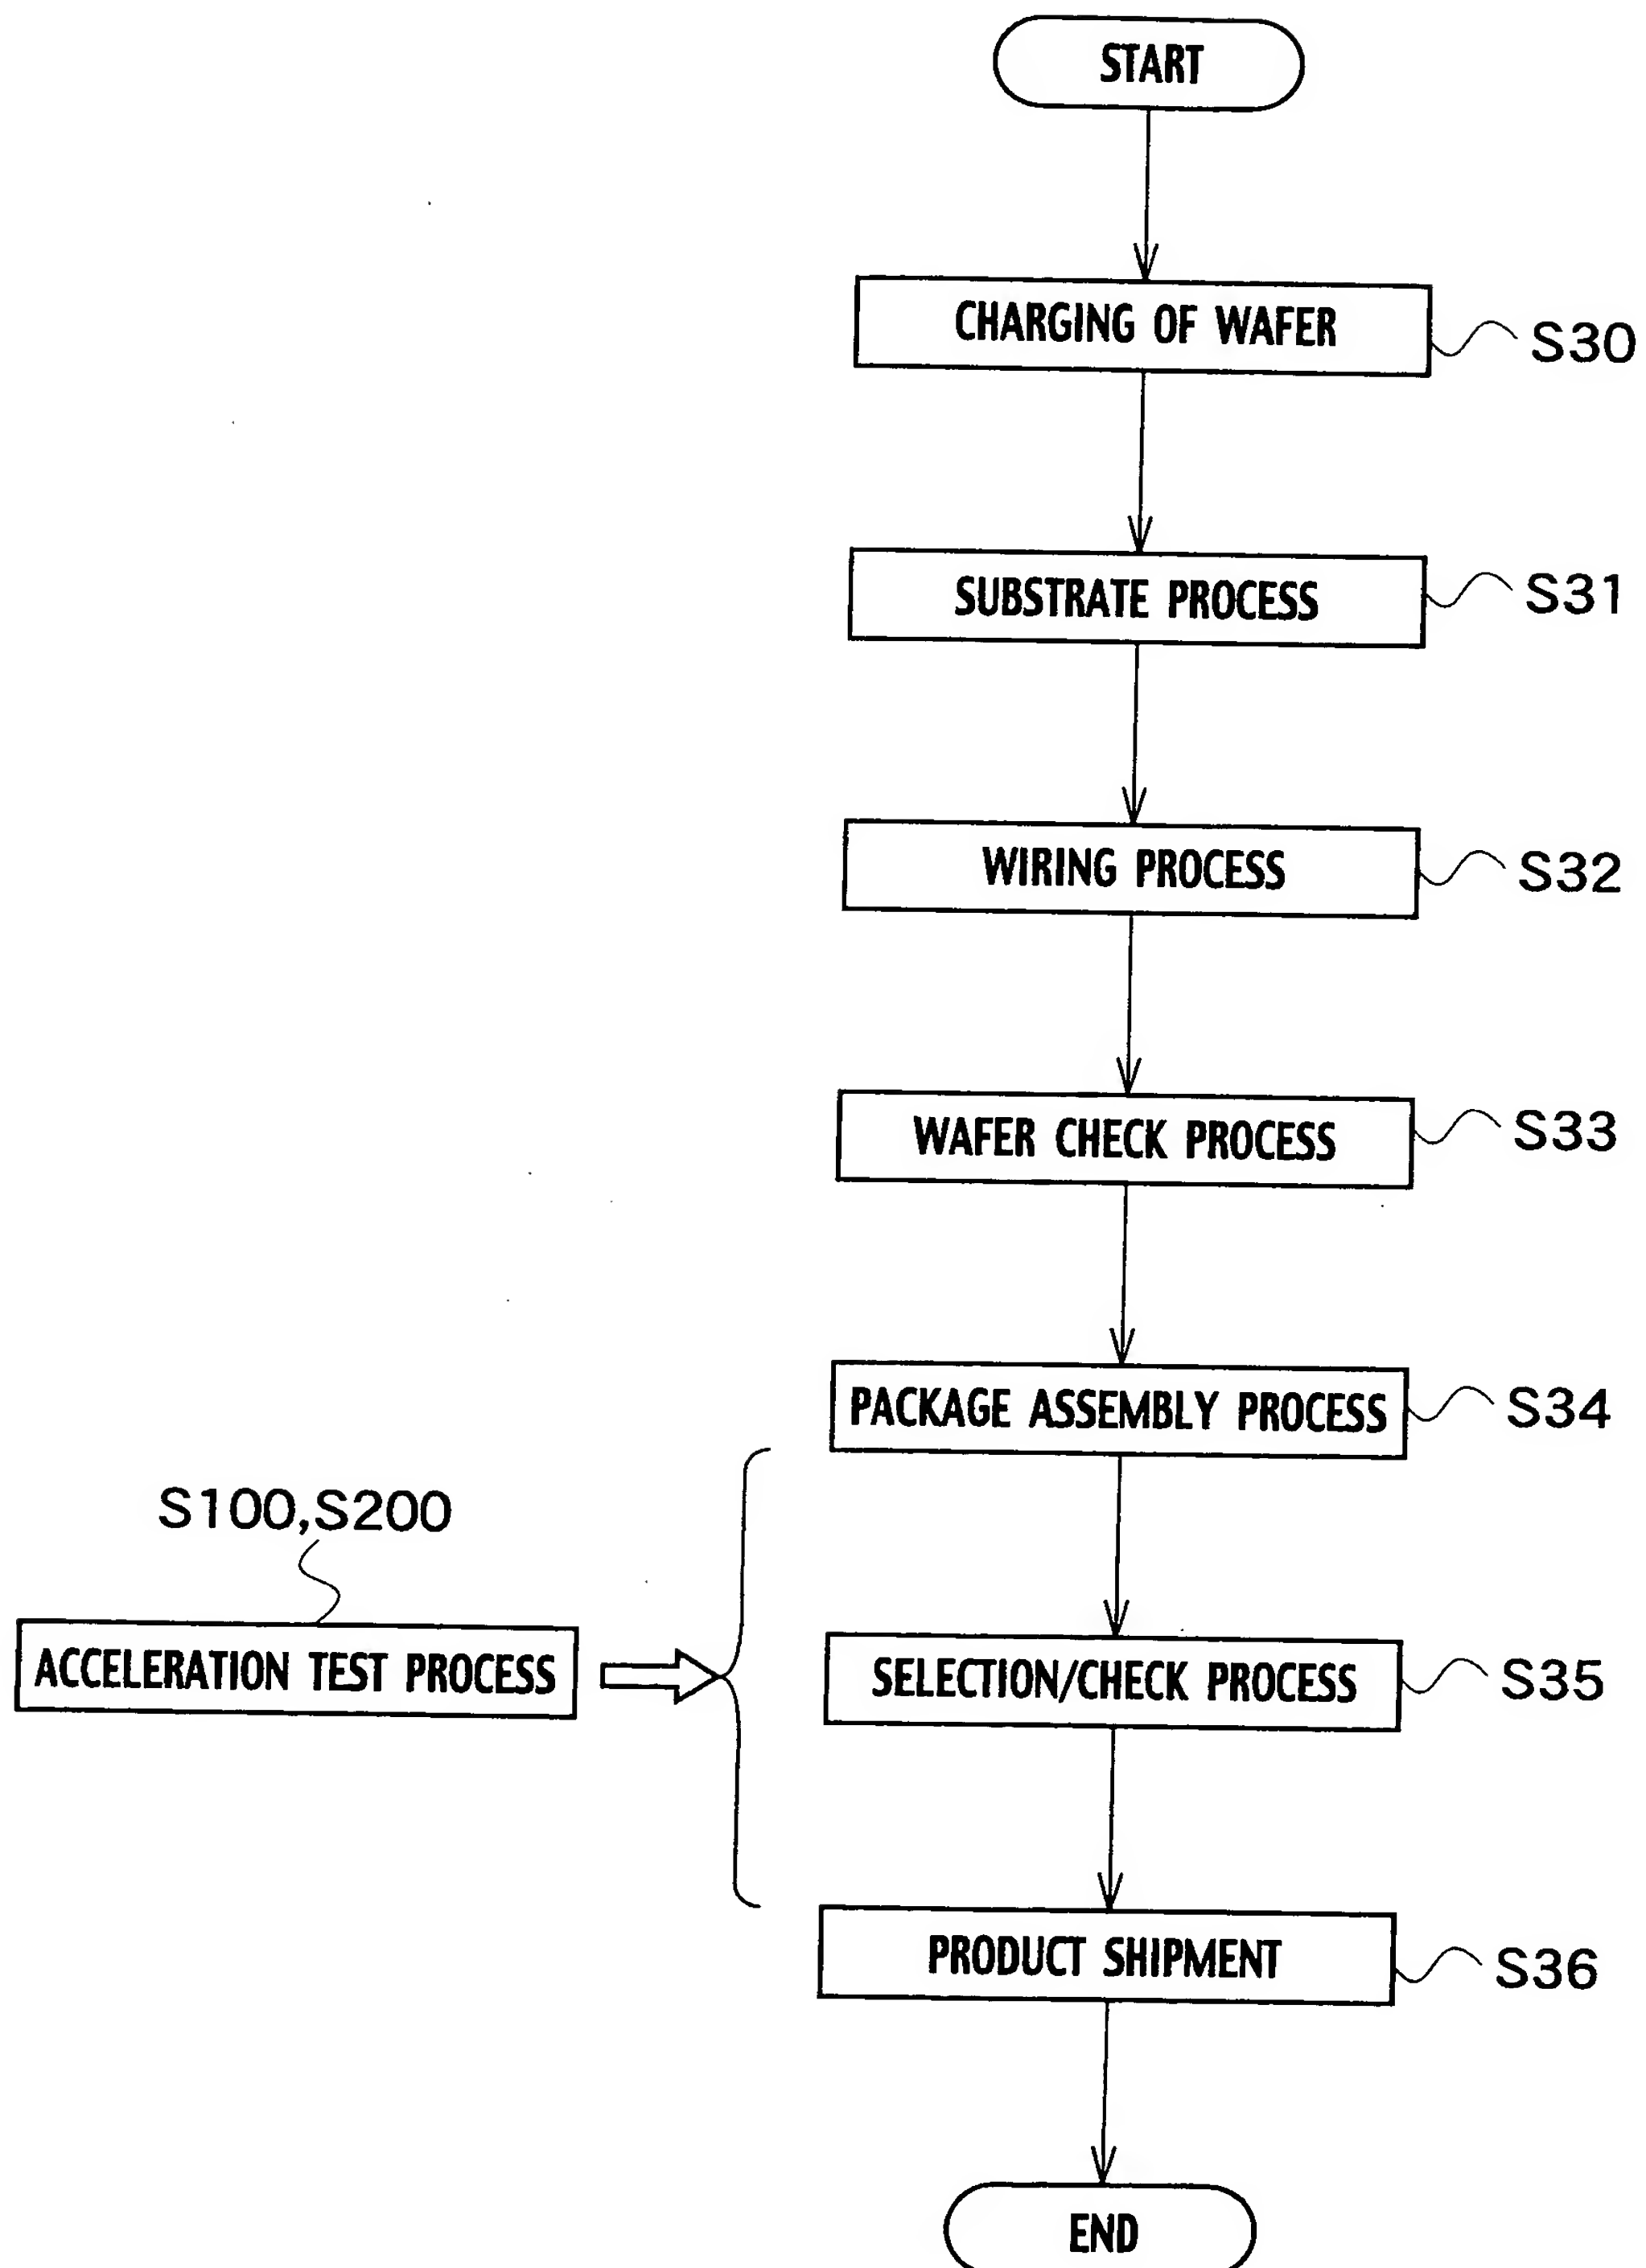 START
CHARGING OF WAFER
S30
SUBSTRATE PROCESS
S31
WIRING PROCESS
S32
WAFER CHECK PROCESS
S33
PACKAGE ASSEMBLY PROCESS
S34
S100,S200
ACCELERATION TEST PROCESS
SELECTION/CHECK PROCESS
S35
PRODUCT SHIPMENT
S36
END